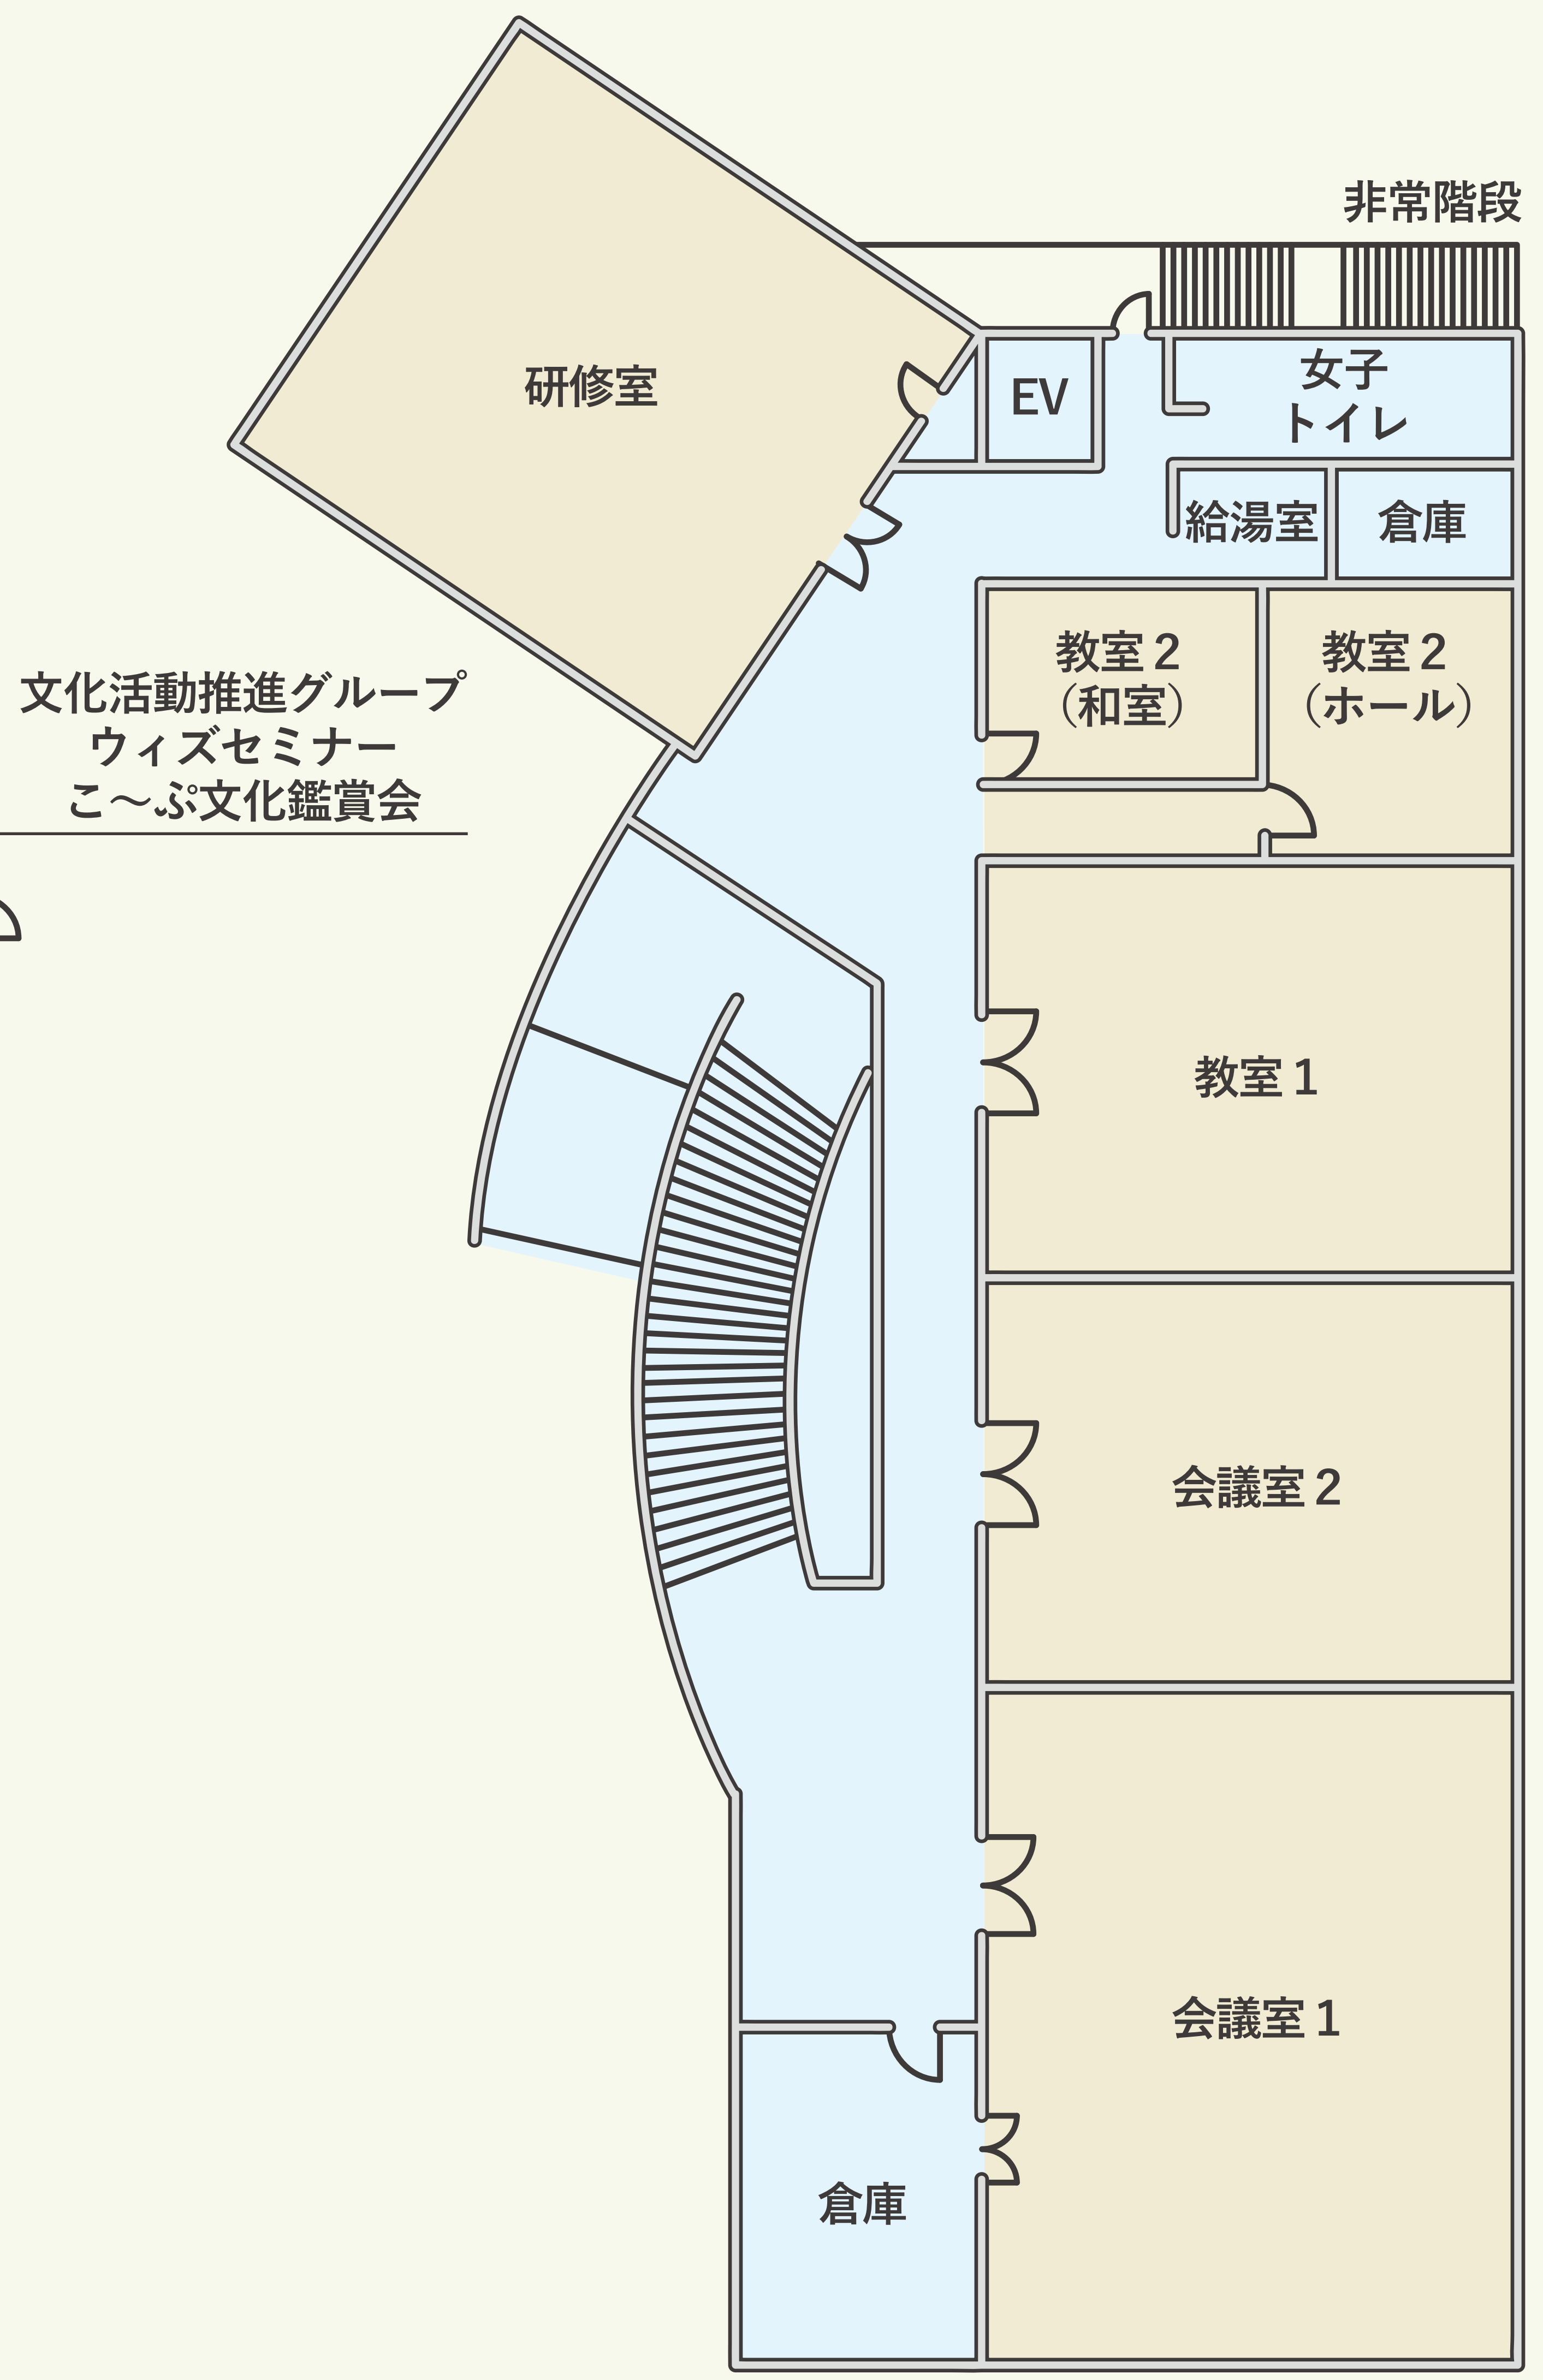 非常階段
研修室
EV
女子
トイレ
給湯室
倉庫
教室2
（和室）
教室2
（ホール）
文化活動推進グループ
ウィズセミナー
こ〜ぷ文化鑑賞会
教室1
会議室2
会議室1
倉庫